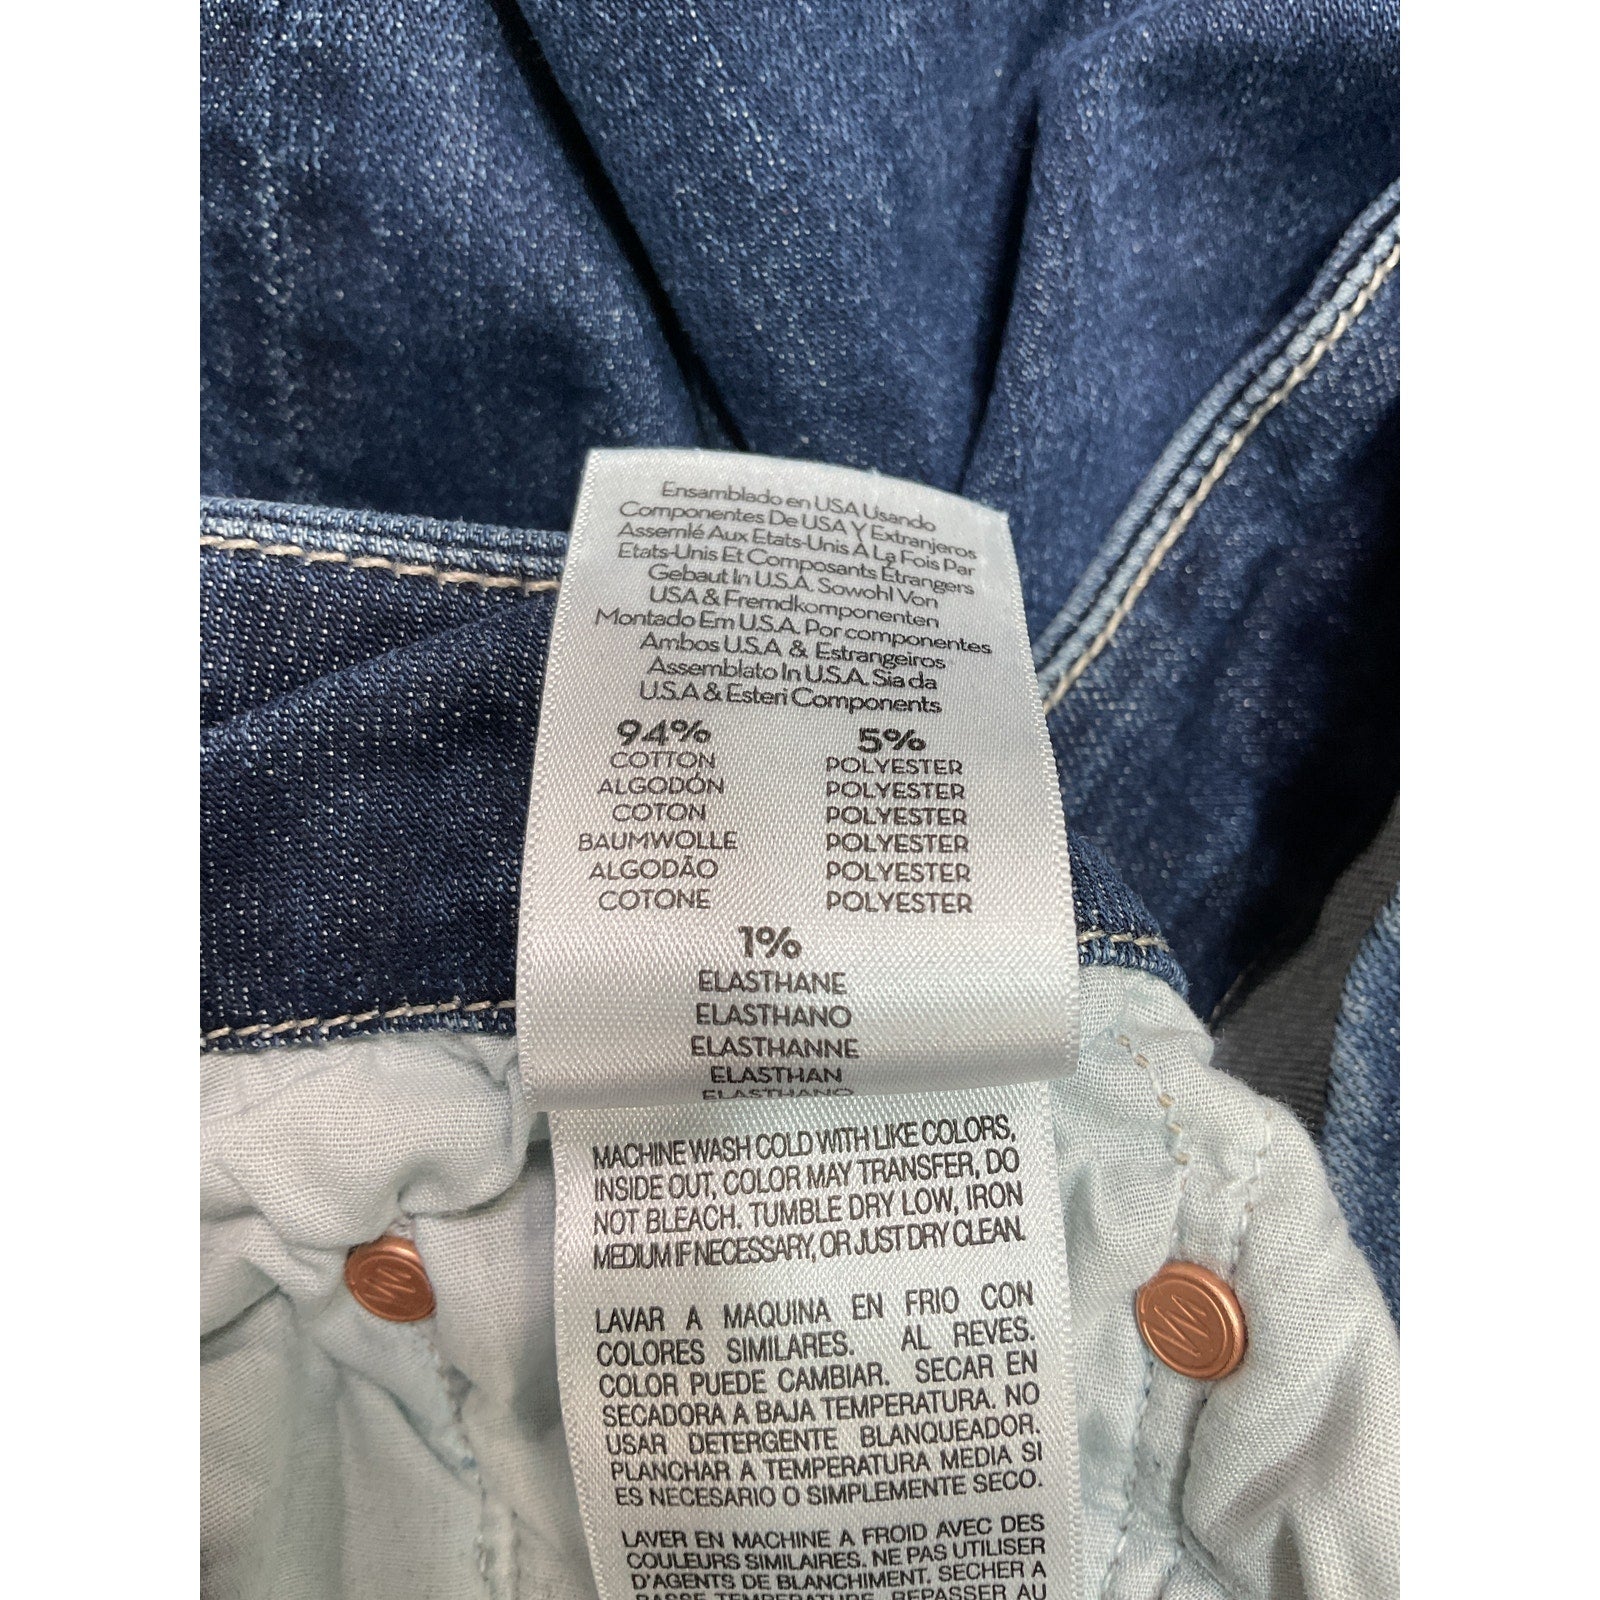 Ensamblado en USA Usando
Componentes De USA Y Extranjeros
Assemlé Aux Etats-Unis À La Fois Par
Etats-Unis Et Composants Étrangers
Gebaut In U.S.A. Sowohl Von
USA & Fremdkomponenten
Montado Em U.S.A. Por componentes
Ambos U.S.A & Estrangeiros
Assemblato In U.S.A. Sia da
U.S.A & Esteri Components
94% 5%
COTTON POLYESTER
ALGODÓN POLYESTER
COTON POLYESTER
BAUMWOLLE POLYESTER
ALGODÃO POLYESTER
COTONE POLYESTER
1%
ELASTHANE
ELASTHANO
ELASTHANNE
ELASTHAN
ELASTHANO
MACHINE WASH COLD WITH LIKE COLORS,
INSIDE OUT, COLOR MAY TRANSFER, DO
NOT BLEACH. TUMBLE DRY LOW, IRON
MEDIUM IF NECESSARY, OR JUST DRY CLEAN.
LAVAR A MAQUINA EN FRIO CON
COLORES SIMILARES. AL REVES.
COLOR PUEDE CAMBIAR. SECAR EN
SECADORA A BAJA TEMPERATURA. NO
USAR DETERGENTE BLANQUEADOR.
PLANCHAR A TEMPERATURA MEDIA SI
ES NECESARIO O SIMPLEMENTE SECO.
LAVER EN MACHINE A FROID AVEC DES
COULEURS SIMILAIRES. NE PAS UTILISER
D'AGENTS DE BLANCHIMENT. SECHER A
BASSE TEMPERATURE. REPASSER AU